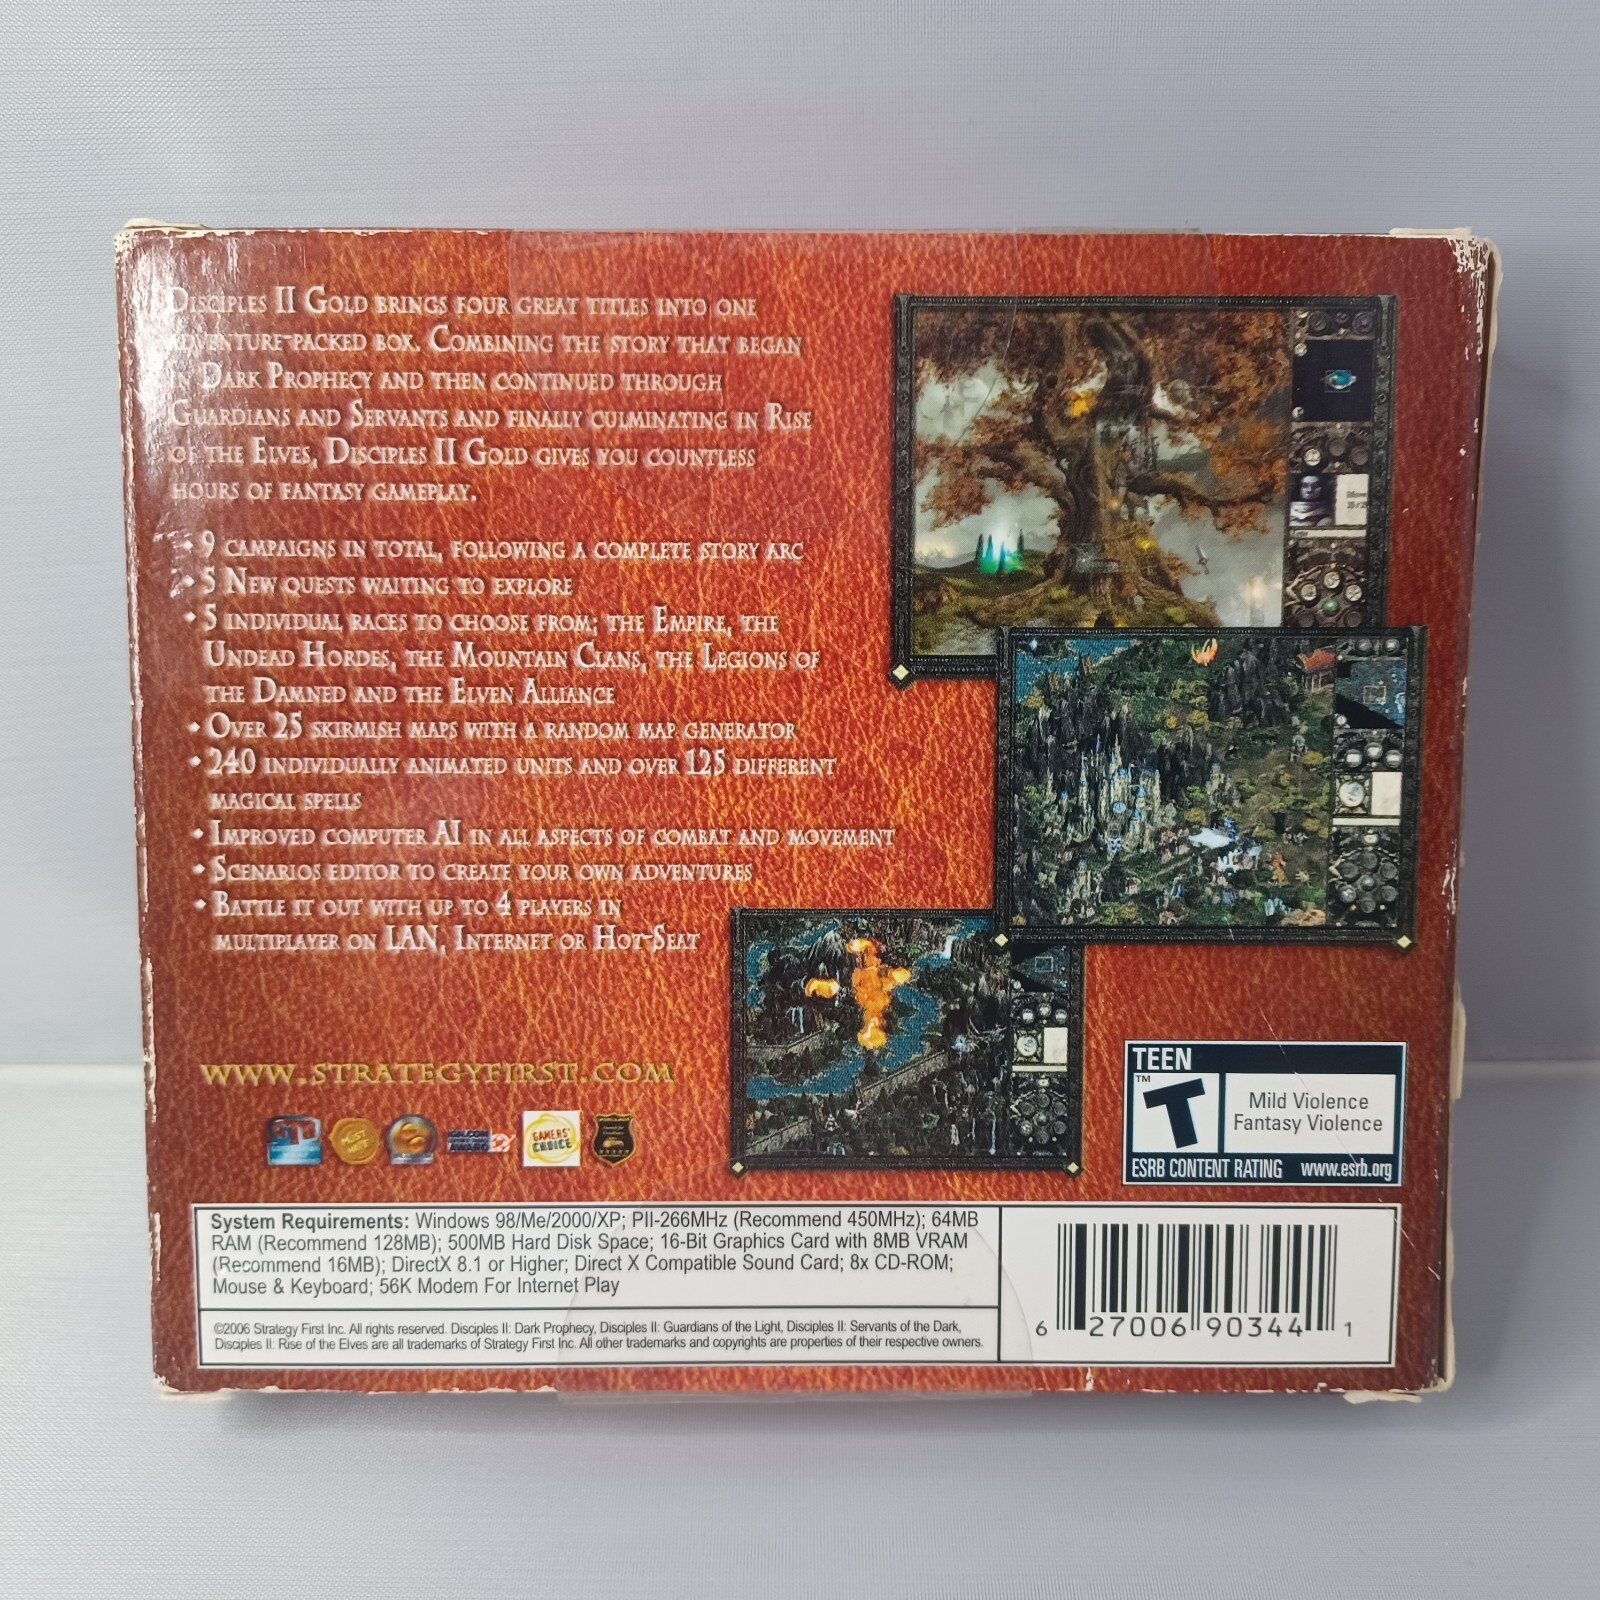 Disciples II Gold brings four great titles into one
adventure-packed box. Combining the story that began
in Dark Prophecy and then continued through
Guardians and Servants and finally culminating in Rise
of the Elves, Disciples II Gold gives you countless
hours of fantasy gameplay.
• 9 campaigns in total, following a complete story arc
• 5 New quests waiting to explore
• 5 individual races to choose from; the Empire, the
Undead Hordes, the Mountain Clans, the Legions of
the Damned and the Elven Alliance
• Over 25 skirmish maps with a random map generator
• 240 individually animated units and over 125 different
magical spells
• Improved computer AI in all aspects of combat and movement
• Scenarios editor to create your own adventures
• Battle it out with up to 4 players in
multiplayer on LAN, Internet or Hot-Seat
www.strategyfirst.com
GAMERS' CHOICE
TEEN
T
™
Mild Violence
Fantasy Violence
ESRB CONTENT RATING www.esrb.org
System Requirements: Windows 98/Me/2000/XP; PII-266MHz (Recommend 450MHz); 64MB
RAM (Recommend 128MB); 500MB Hard Disk Space; 16-Bit Graphics Card with 8MB VRAM
(Recommend 16MB); DirectX 8.1 or Higher; Direct X Compatible Sound Card; 8x CD-ROM;
Mouse & Keyboard; 56K Modem For Internet Play
©2006 Strategy First Inc. All rights reserved. Disciples II: Dark Prophecy, Disciples II: Guardians of the Light, Disciples II: Servants of the Dark,
Disciples II: Rise of the Elves are all trademarks of Strategy First Inc. All other trademarks and copyrights are properties of their respective owners.
6 27006 90344 1